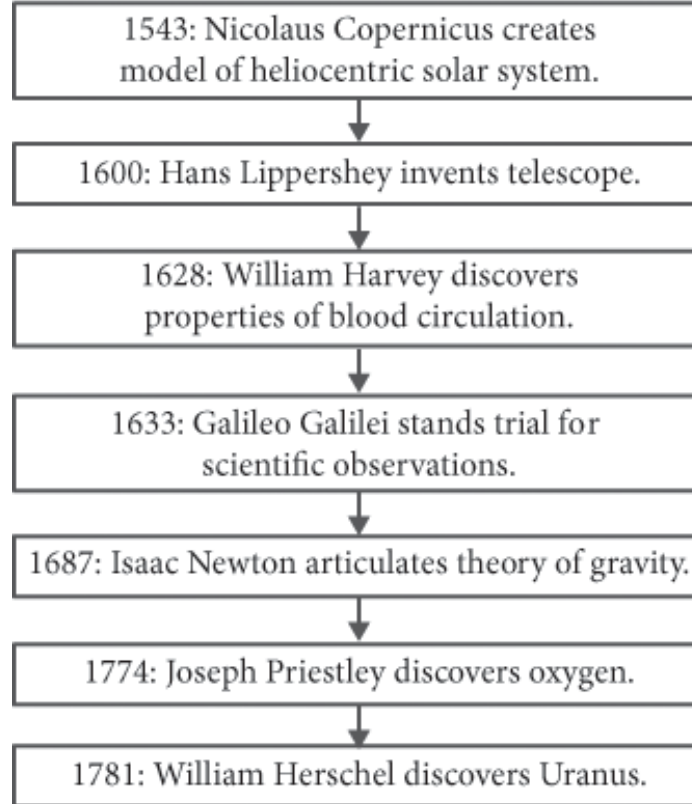 1543: Nicolaus Copernicus creates
model of heliocentric solar system.
1600: Hans Lippershey invents telescope.
1628: William Harvey discovers
properties of blood circulation.
1633: Galileo Galilei stands trial for
scientific observations.
1687: Isaac Newton articulates theory of gravity.
1774: Joseph Priestley discovers oxygen.
1781: William Herschel discovers Uranus.